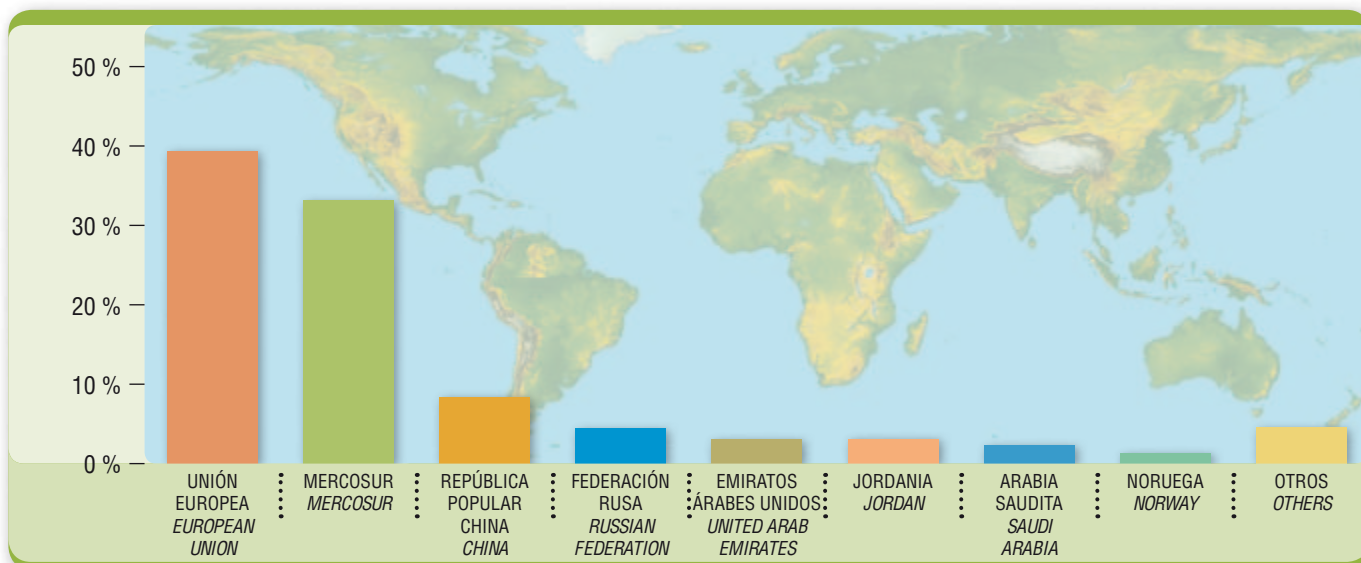 50 %
40 %
30 %
20 %
10 %
0 %
UNIÓN
EUROPEA
EUROPEAN
UNION
MERCOSUR
MERCOSUR
REPÚBLICA
POPULAR
CHINA
CHINA
FEDERACIÓN
RUSA
RUSSIAN
FEDERATION
EMIRATOS
ÁRABES UNIDOS
UNITED ARAB
EMIRATES
JORDANIA
JORDAN
ARABIA
SAUDITA
SAUDI
ARABIA
NORUEGA
NORWAY
OTROS
OTHERS